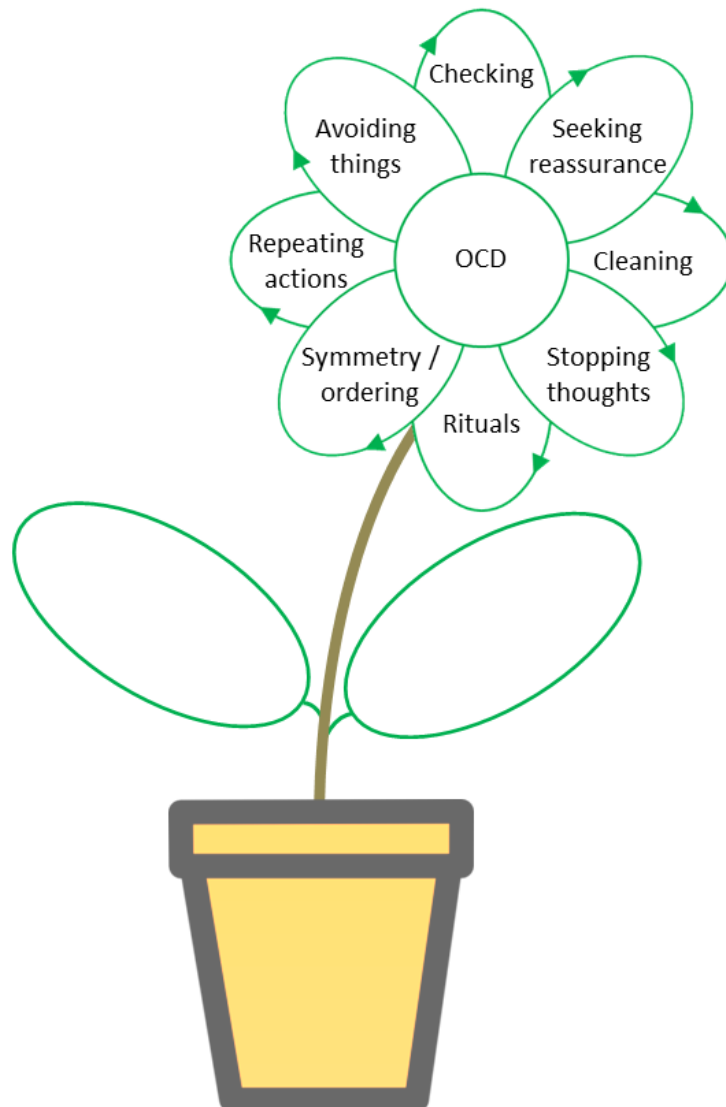 Checking
Avoiding
things
Seeking
reassurance
Repeating
actions
OCD
Cleaning
Symmetry /
ordering
Stopping
thoughts
Rituals